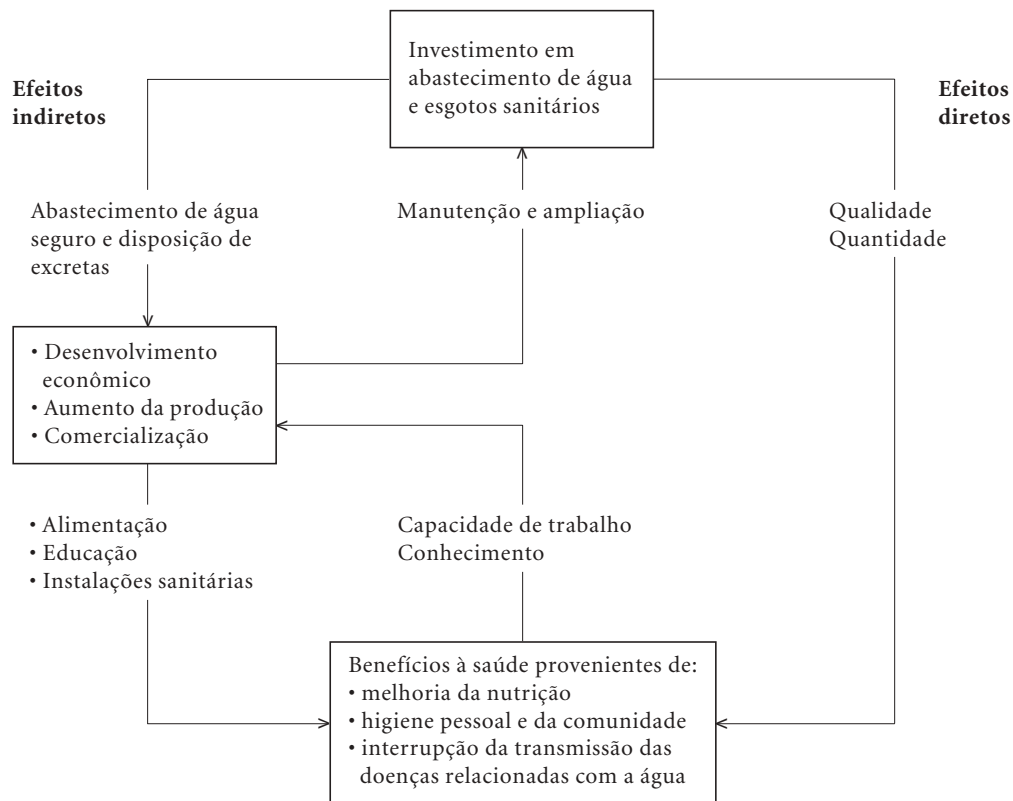 Investimento em
abastecimento de água
e esgotos sanitários
Efeitos
indiretos
Efeitos
diretos
Abastecimento de água
seguro e disposição de
excretas
Manutenção e ampliação
Qualidade
Quantidade
• Desenvolvimento
econômico
• Aumento da produção
• Comercialização
• Alimentação
• Educação
• Instalações sanitárias
Capacidade de trabalho
Conhecimento
Benefícios à saúde provenientes de:
• melhoria da nutrição
• higiene pessoal e da comunidade
• interrupção da transmissão das
doenças relacionadas com a água